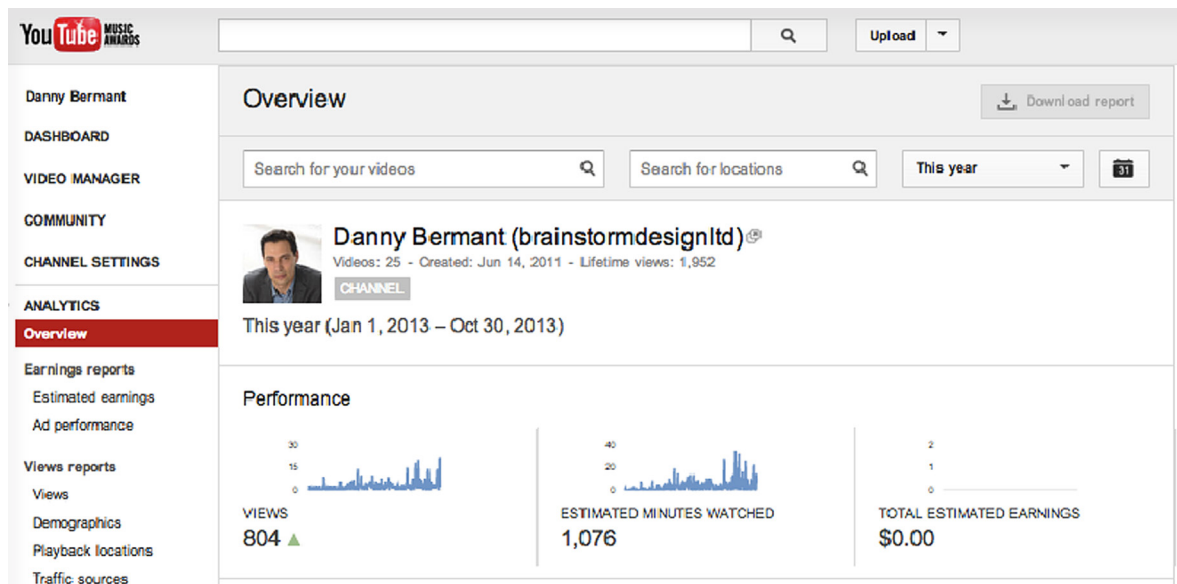 YouTube MUSIC AWARDS
Upload
Danny Bermant
DASHBOARD
VIDEO MANAGER
COMMUNITY
CHANNEL SETTINGS
ANALYTICS
Overview
Earnings reports
Estimated earnings
Ad performance
Views reports
Views
Demographics
Playback locations
Traffic sources
Overview
Download report
Search for your videos
Search for locations
This year
31
Danny Bermant (brainstormdesignltd)
Videos: 25 - Created: Jun 14, 2011 - Lifetime views: 1,952
CHANNEL
This year (Jan 1, 2013 – Oct 30, 2013)
Performance
30
15
0
VIEWS
804
40
20
0
ESTIMATED MINUTES WATCHED
1,076
2
1
0
TOTAL ESTIMATED EARNINGS
$0.00